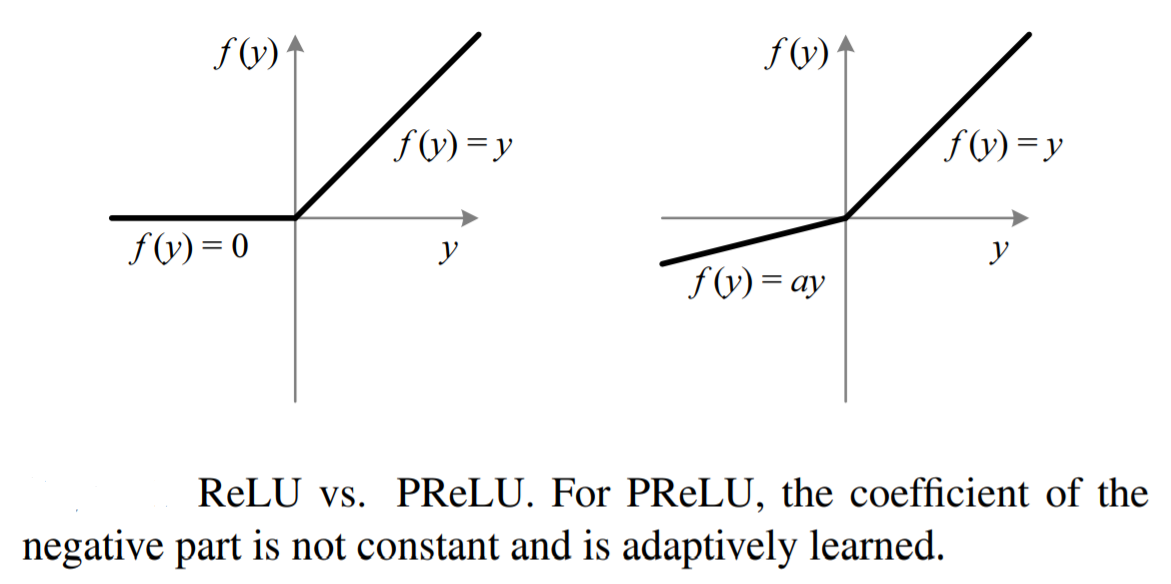 f(y)
f(y) = y
f(y) = 0
y
f(y)
f(y) = y
y
f(y) = ay
ReLU vs. PReLU. For PReLU, the coefficient of the
negative part is not constant and is adaptively learned.